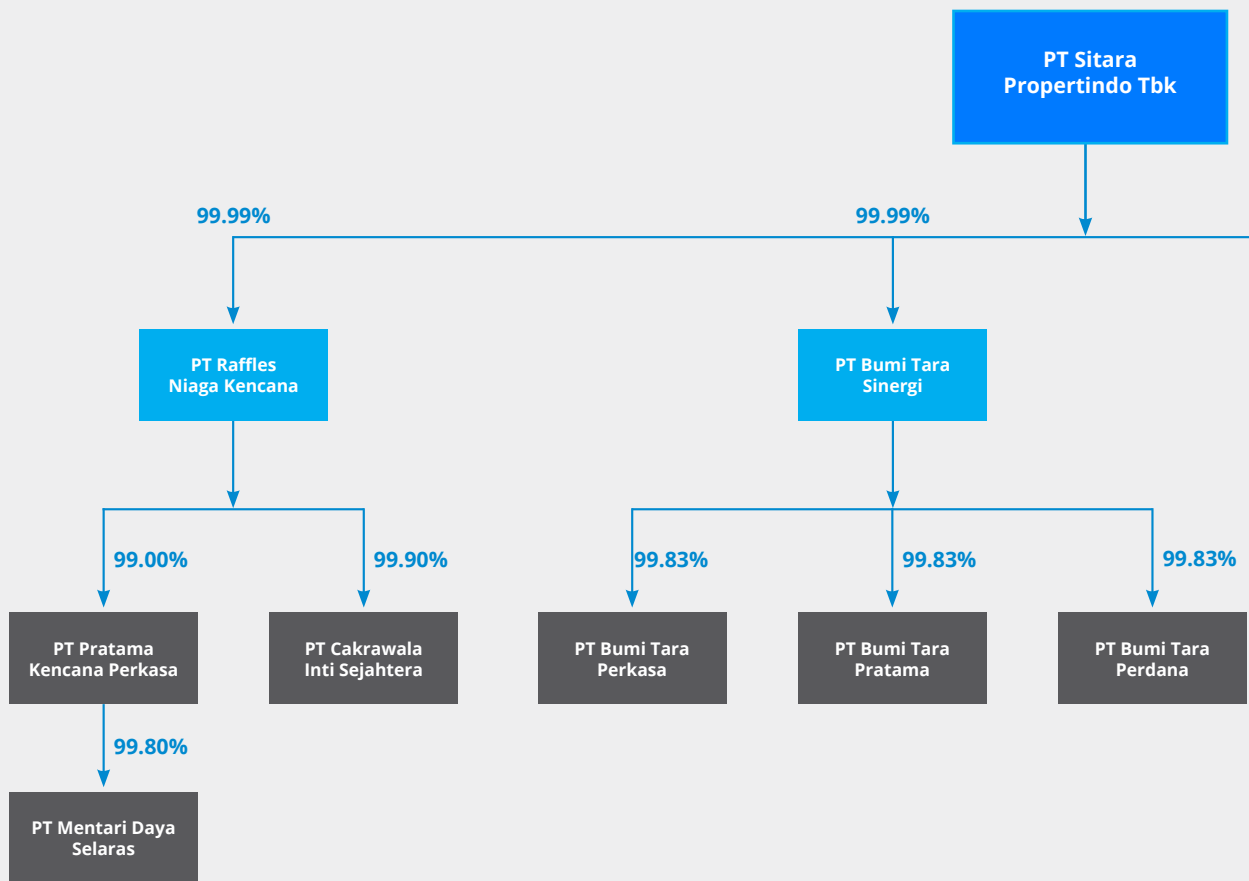 PT Sitara
Propertindo Tbk
99.99%
99.99%
PT Raffles
Niaga Kencana
PT Bumi Tara
Sinergi
99.00%
99.90%
99.83%
99.83%
99.83%
PT Pratama
Kencana Perkasa
PT Cakrawala
Inti Sejahtera
PT Bumi Tara
Perkasa
PT Bumi Tara
Pratama
PT Bumi Tara
Perdana
99.80%
PT Mentari Daya
Selaras